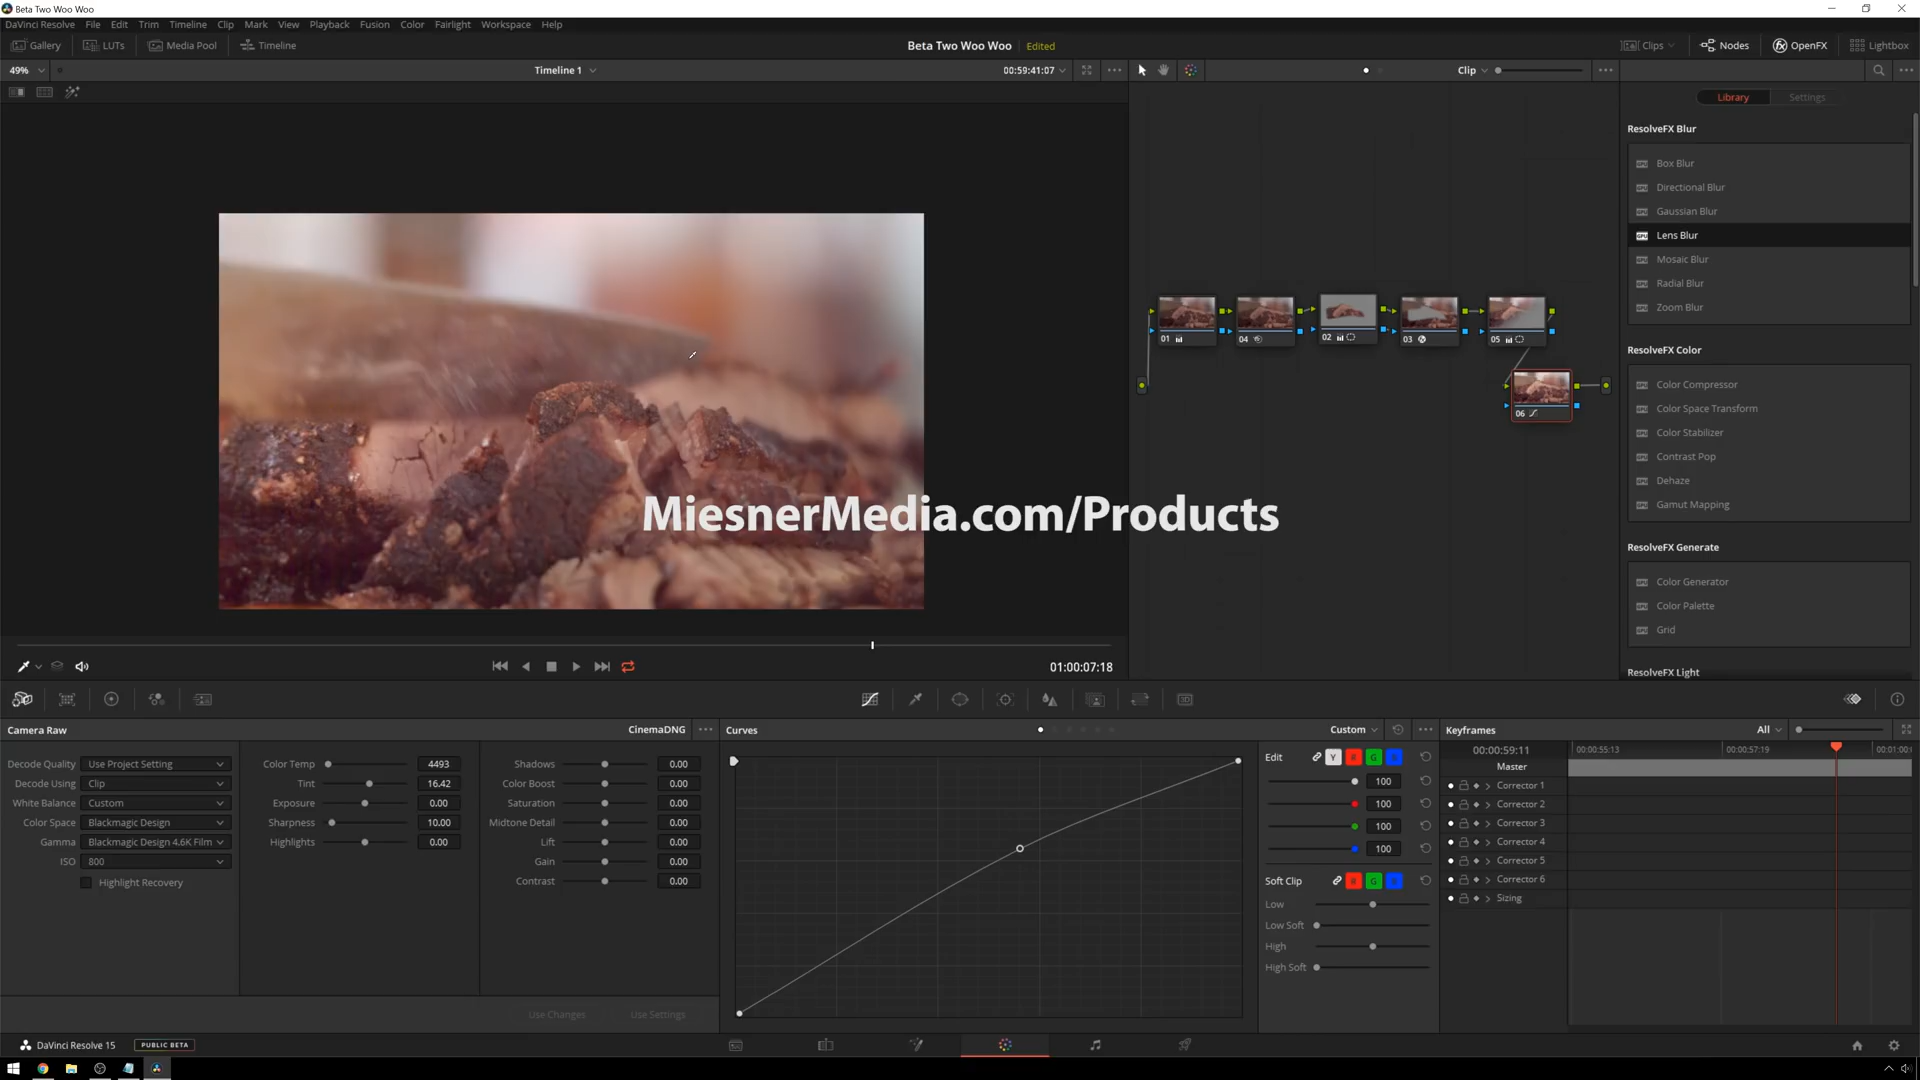 Beta Two Woo Woo
DaVinci Resolve File Edit Trim Timeline Clip Mark View Playback Fusion Color Fairlight Workspace Help
Gallery LUTs Media Pool Timeline Beta Two Woo Woo Edited Clips Nodes OpenFX Lightbox
49% Timeline 1 00:59:41:07 Clip
Library Settings
ResolveFX Blur
Box Blur
Directional Blur
Gaussian Blur
Lens Blur
Mosaic Blur
Radial Blur
Zoom Blur
ResolveFX Color
Color Compressor
Color Space Transform
Color Stabilizer
Contrast Pop
Dehaze
Gamut Mapping
ResolveFX Generate
Color Generator
Color Palette
Grid
ResolveFX Light
01 04 02 03 05
06
MiesnerMedia.com/Products
01:00:07:18
Camera Raw CinemaDNG
Decode Quality Use Project Setting
Decode Using Clip
White Balance Custom
Color Space Blackmagic Design
Gamma Blackmagic Design 4.6K Film
ISO 800
Highlight Recovery
Color Temp 4493
Tint 16.42
Exposure 0.00
Sharpness 10.00
Highlights 0.00
Shadows 0.00
Color Boost 0.00
Saturation 0.00
Midtone Detail 0.00
Lift 0.00
Gain 0.00
Contrast 0.00
Use Changes Use Settings
Curves Custom
Edit Y R G B
100
100
100
100
Soft Clip R G B
Low
Low Soft
High
High Soft
Keyframes All
00:00:59:11 00:00:55:13 00:00:57:19 00:01:00:
Master
Corrector 1
Corrector 2
Corrector 3
Corrector 4
Corrector 5
Corrector 6
Sizing
DaVinci Resolve 15 PUBLIC BETA